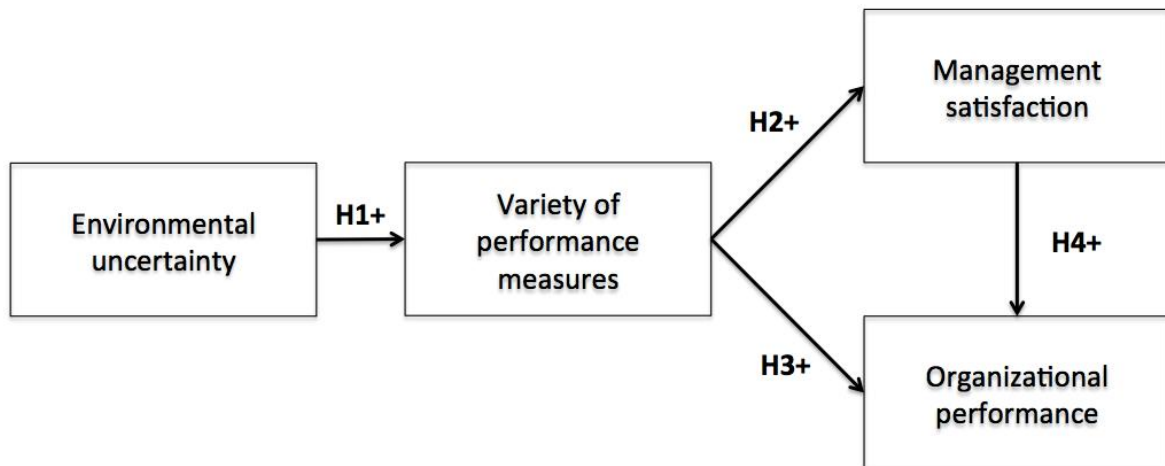 Environmental
uncertainty
H1+
Variety of
performance
measures
H2+
H3+
Management
satisfaction
H4+
Organizational
performance